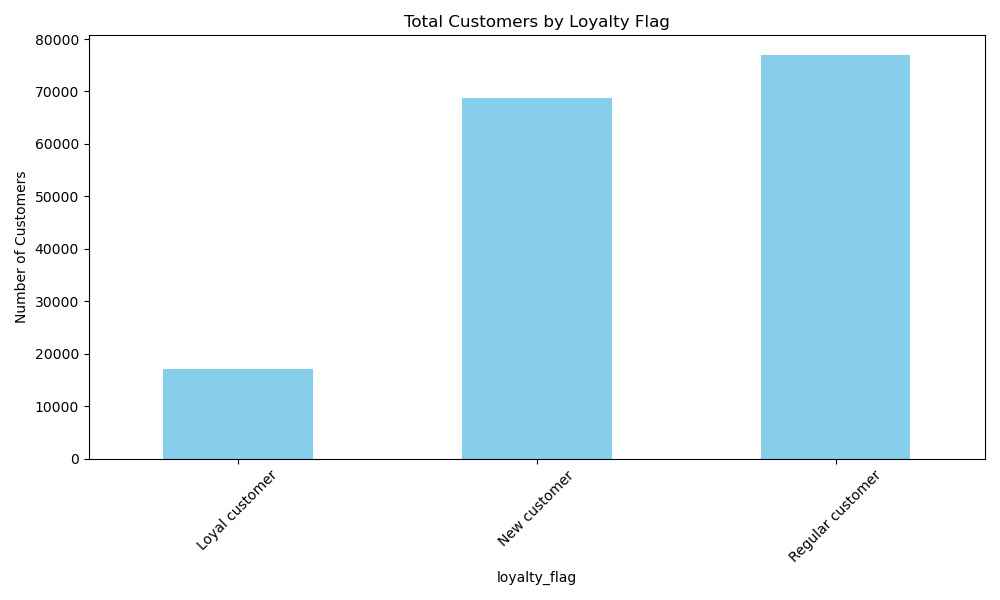 Total Customers by Loyalty Flag
Number of Customers
80000
70000
60000
50000
40000
30000
20000
10000
0
Loyal customer
New customer
Regular customer
loyalty_flag